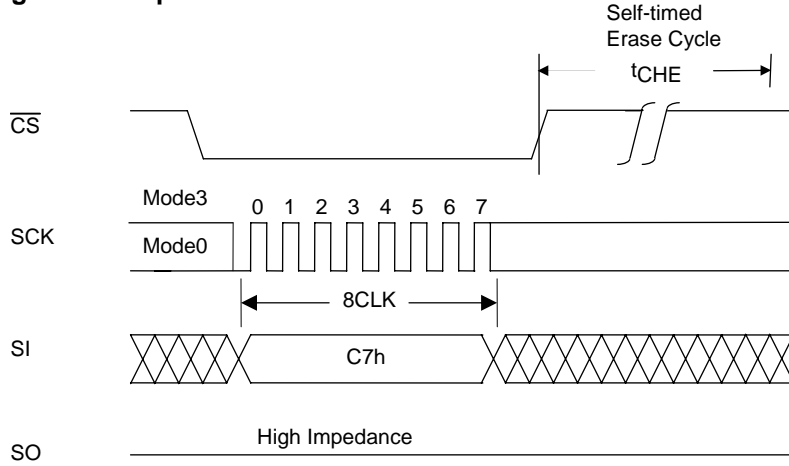 Self-timed
Erase Cycle
tCHE
CS
Mode3
0 1 2 3 4 5 6 7
SCK
Mode0
8CLK
SI
C7h
High Impedance
SO